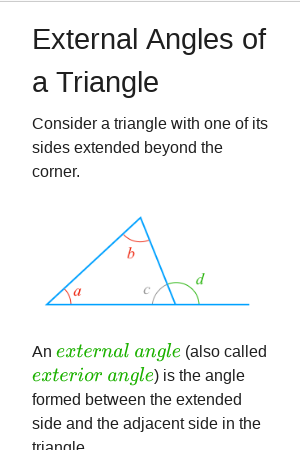 External Angles of
a Triangle
Consider a triangle with one of its
sides extended beyond the
corner.
b
a
c
d
An external angle (also called
exterior angle) is the angle
formed between the extended
side and the adjacent side in the
triangle